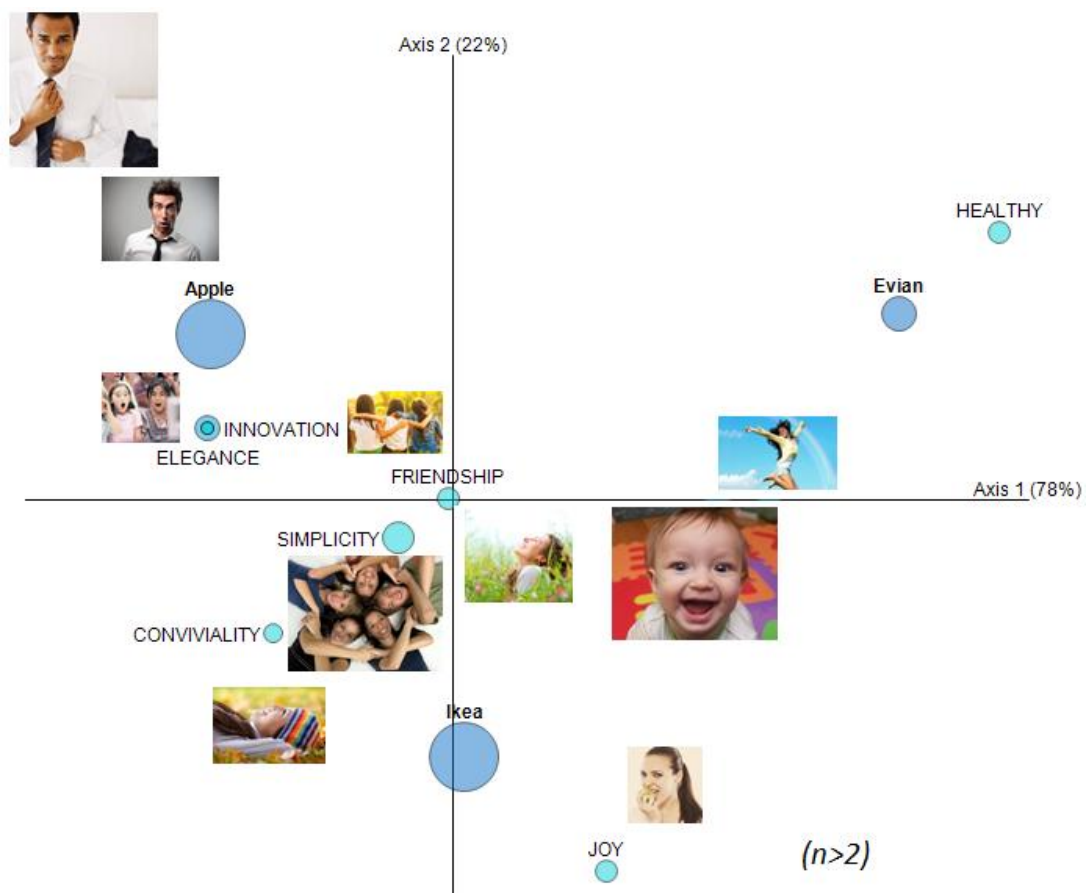 Axis 2 (22%)
HEALTHY
Evian
Apple
INNOVATION
ELEGANCE
FRIENDSHIP
Axis 1 (78%)
SIMPLICITY
CONVIVIALITY
Ikea
JOY
(n>2)